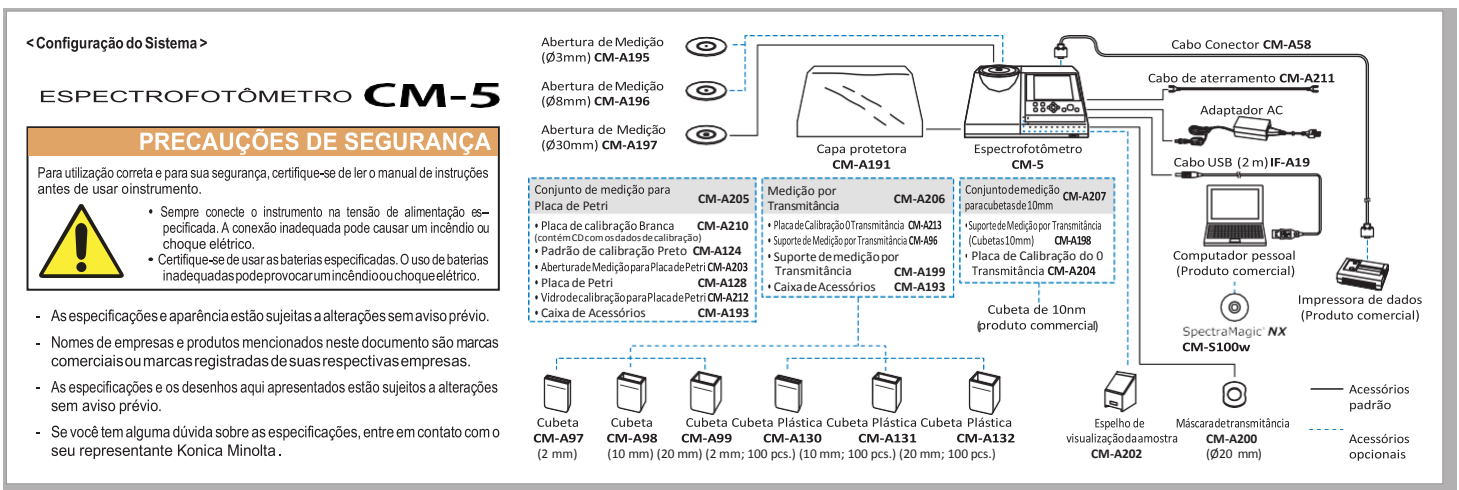 < Configuração do Sistema >
ESPECTROFOTÔMETRO CM-5
PRECAUÇÕES DE SEGURANÇA
Para utilização correta e para sua segurança, certifique-se de ler o manual de instruções
antes de usar o instrumento.
• Sempre conecte o instrumento na tensão de alimentação es-
pecificada. A conexão inadequada pode causar um incêndio ou
choque elétrico.
• Certifique-se de usar as baterias especificadas. O uso de baterias
inadequadas pode provocar um incêndio ou choque elétrico.
- As especificações e aparência estão sujeitas a alterações sem aviso prévio.
- Nomes de empresas e produtos mencionados neste documento são marcas
comerciais ou marcas registradas de suas respectivas empresas.
- As especificações e os desenhos aqui apresentados estão sujeitos a alterações
sem aviso prévio.
- Se você tem alguma dúvida sobre as especificações, entre em contato com o
seu representante Konica Minolta.
Abertura de Medição
(Ø3mm) CM-A195
Abertura de Medição
(Ø8mm) CM-A196
Abertura de Medição
(Ø30mm) CM-A197
Capa protetora
CM-A191
Espectrofotômetro
CM-5
Cabo Conector CM-A58
Cabo de aterramento CM-A211
Adaptador AC
Cabo USB (2 m) IF-A19
Computador pessoal
(Produto comercial)
Impressora de dados
(Produto comercial)
SpectraMagic® NX
CM-S100w
Conjunto de medição para
Placa de Petri CM-A205
• Placa de calibração Branca CM-A210
(contém CD com os dados de calibração)
• Padrão de calibração Preto CM-A124
• Abertura de Medição para Placa de Petri CM-A203
• Placa de Petri CM-A128
• Vidro de calibração para Placa de Petri CM-A212
• Caixa de Acessórios CM-A193
Medição por
Transmitância CM-A206
• Placa de Calibração 0 Transmitância CM-A213
• Suporte de Medição por Transmitância CM-A96
• Suporte de medição por
Transmitância CM-A199
• Caixa de Acessórios CM-A193
Conjunto de medição
para cubetas de 10mm CM-A207
• Suporte de Medição por Transmitância
(Cubetas 10mm) CM-A198
• Placa de Calibração do 0
Transmitância CM-A204
Cubeta de 10nm
(produto commercial)
Cubeta
CM-A97
(2 mm)
Cubeta
CM-A98
(10 mm)
Cubeta
CM-A99
(20 mm)
Cubeta Plástica
CM-A130
(2 mm; 100 pcs.)
Cubeta Plástica
CM-A131
(10 mm; 100 pcs.)
Cubeta Plástica
CM-A132
(20 mm; 100 pcs.)
Espelho de
visualização da amostra
CM-A202
Máscara de transmitância
CM-A200
(Ø20 mm)
Acessórios
padrão
Acessórios
opcionais